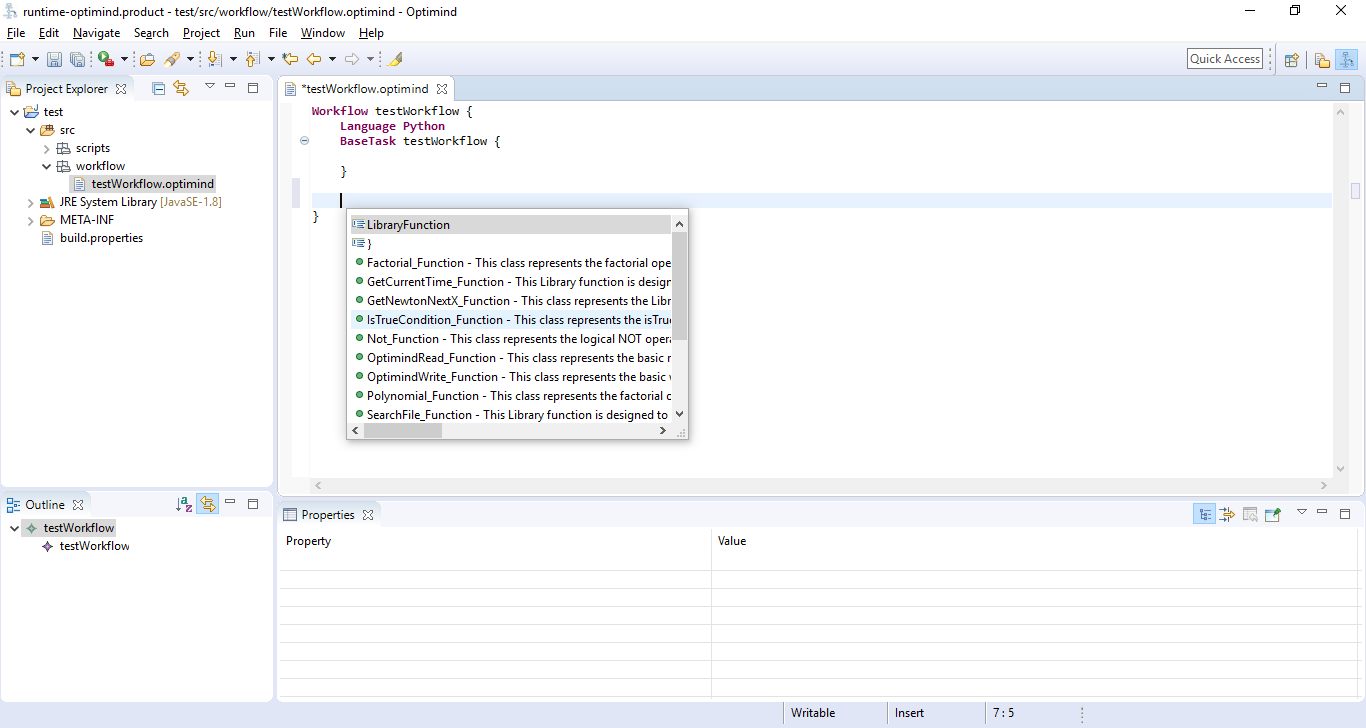 runtime-optimind.product - test/src/workflow/testWorkflow.optimind - Optimind
File Edit Navigate Search Project Run File Window Help
Quick Access
Project Explorer
test
src
scripts
workflow
testWorkflow.optimind
JRE System Library [JavaSE-1.8]
META-INF
build.properties
*testWorkflow.optimind
Workflow testWorkflow {
Language Python
BaseTask testWorkflow {
}
}
LibraryFunction
}
Factorial_Function - This class represents the factorial ope
GetCurrentTime_Function - This Library function is design
GetNewtonNextX_Function - This class represents the Libr
IsTrueCondition_Function - This class represents the isTrue
Not_Function - This class represents the logical NOT opera
OptimindRead_Function - This class represents the basic r
OptimindWrite_Function - This class represents the basic w
Polynomial_Function - This class represents the factorial o
SearchFile_Function - This Library function is designed to
Outline
testWorkflow
testWorkflow
Properties
Property Value
Writable Insert 7 : 5